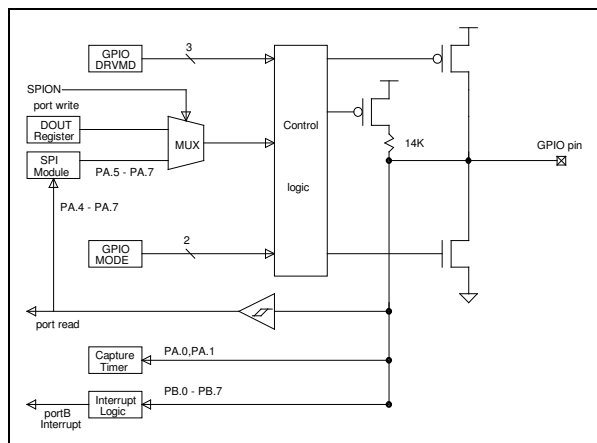 GPIO
DRVMD
3
SPION
port write
DOUT
Register
MUX
Control
logic
14K
GPIO pin
SPI
Module
PA.5 - PA.7
PA.4 - PA.7
GPIO
MODE
2
port read
Capture
Timer
PA.0,PA.1
Interrupt
Logic
PB.0 - PB.7
portB
Interrupt